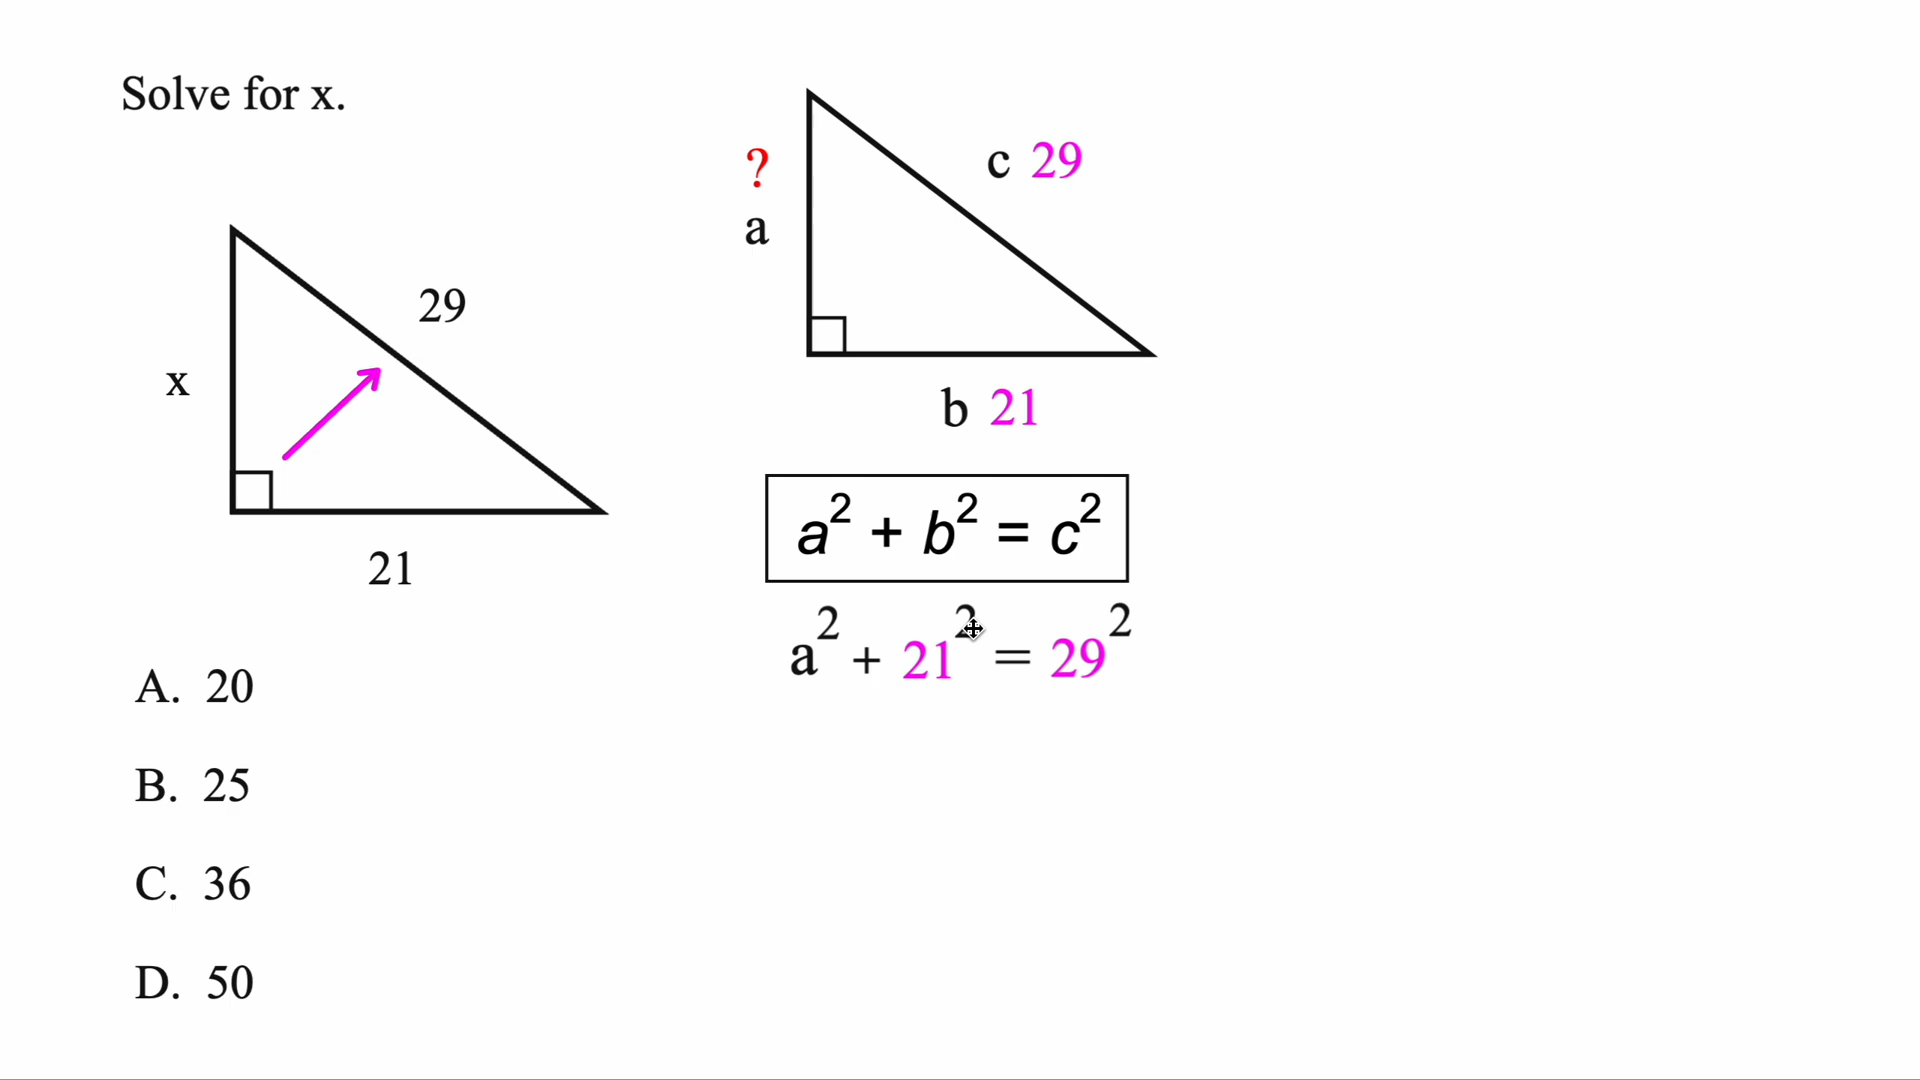 Solve for x.
x
29
21
A. 20
B. 25
C. 36
D. 50
?
a
c 29
b 21
a² + b² = c²
a² + 21² = 29²